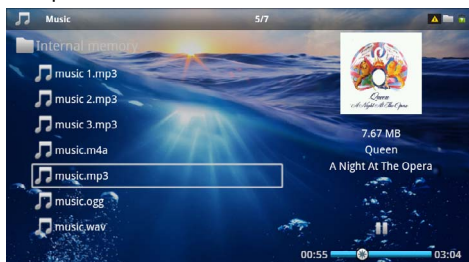 Music
5/7
Internal memory
music 1.mp3
music 2.mp3
music 3.mp3
music.m4a
music.mp3
music.ogg
music.wav
Queen
A Night At The Opera
7.67 MB
Queen
A Night At The Opera
00:55
03:04